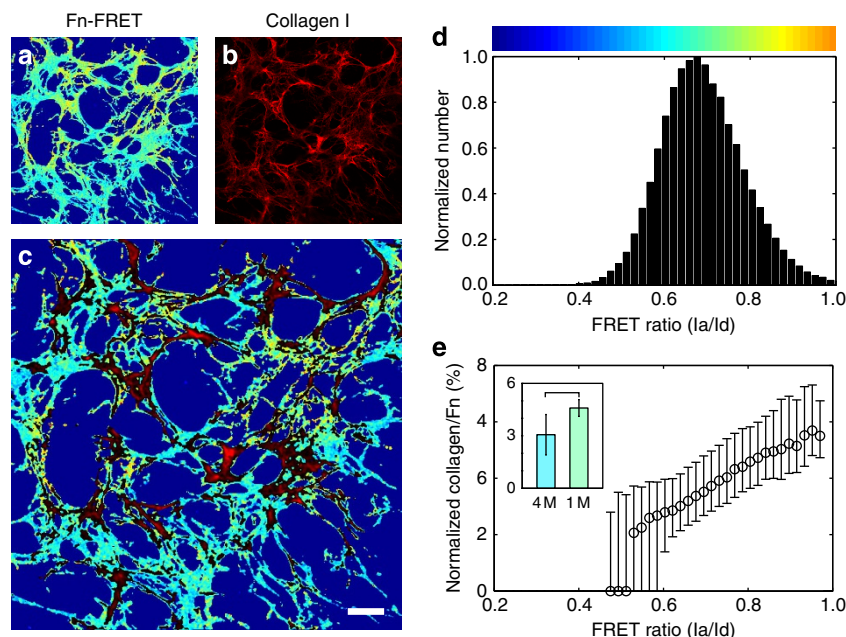 Fn-FRET
Collagen I
a
b
c
d
Normalized number
1.0
0.8
0.6
0.4
0.2
0.0
0.2 0.4 0.6 0.8 1.0
FRET ratio (Ia/Id)
e
Normalized collagen/Fn (%)
8
4
6
2
0
6
3
0
4 M 1 M
0.2 0.4 0.6 0.8 1.0
FRET ratio (Ia/Id)